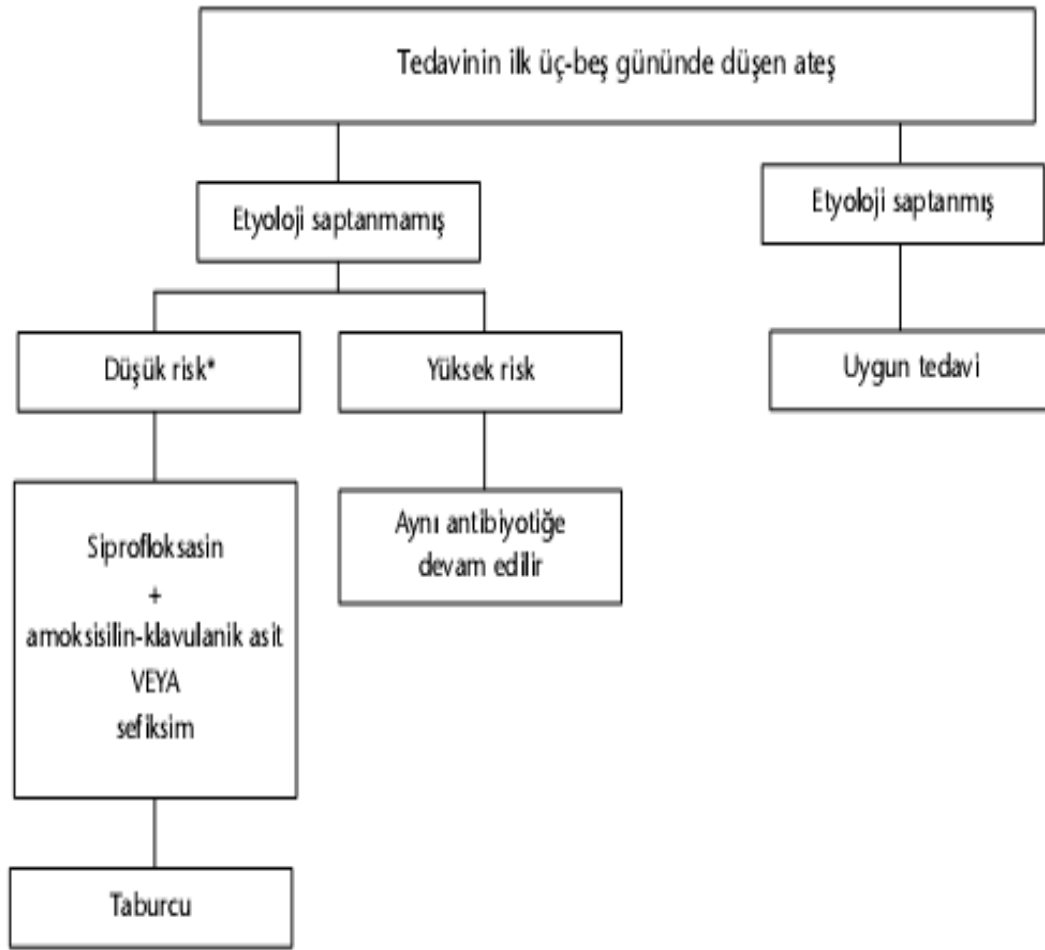 Tedavinin ilk üç-beş gününde düşen ateş
Etyoloji saptanmamış
Etyoloji saptanmış
Düşük risk*
Yüksek risk
Uygun tedavi
Siprofloksasin
+
amoksisilin-klavulanik asit
VEYA
sefiksim
Aynı antibiyotiğe
devam edilir
Taburcu